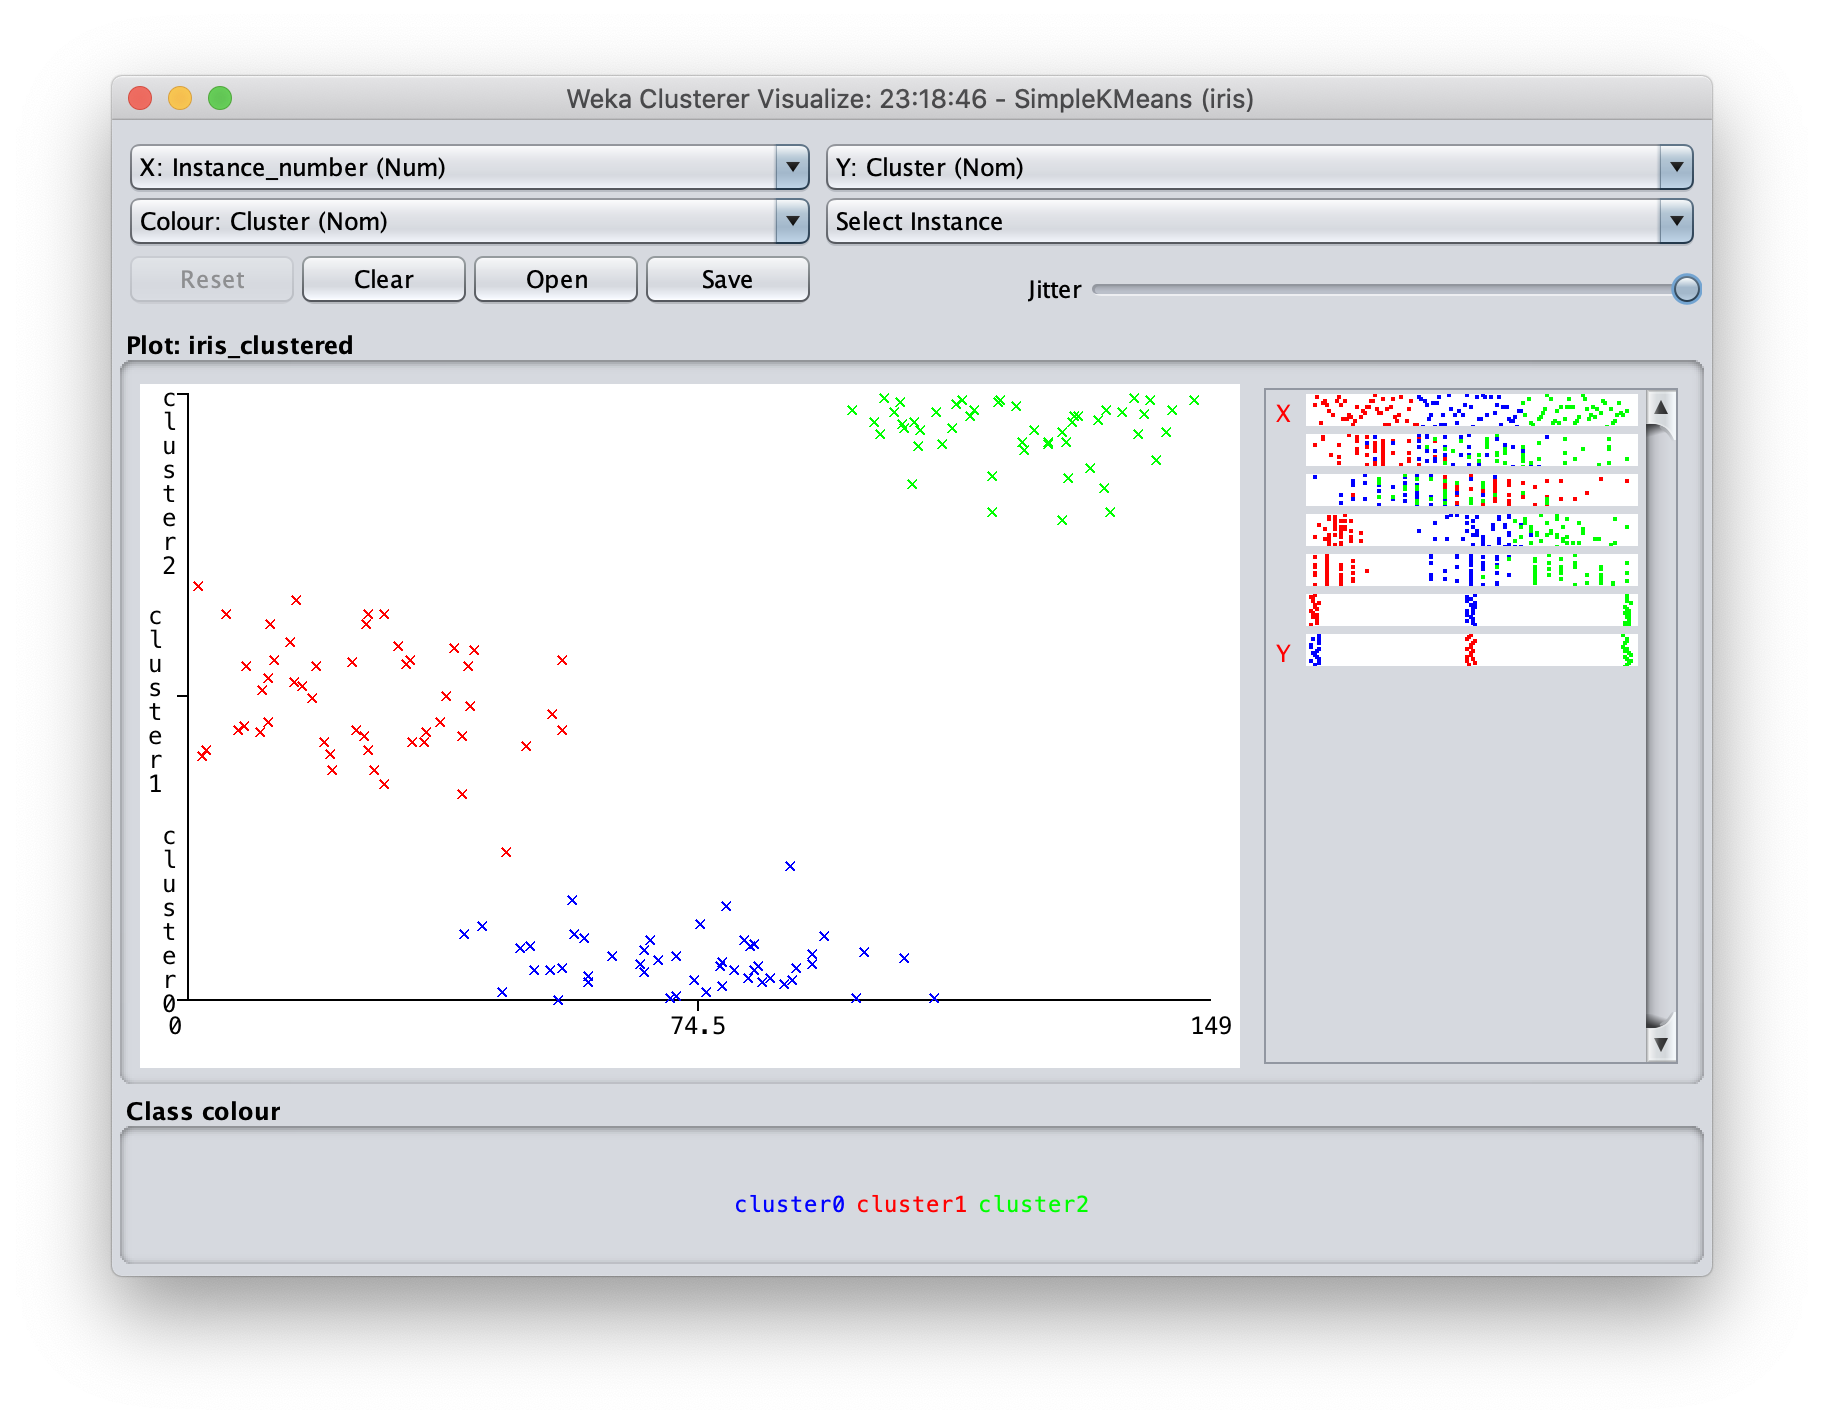 Weka Clusterer Visualize: 23:18:46 - SimpleKMeans (iris)
X: Instance_number (Num)
Y: Cluster (Nom)
Colour: Cluster (Nom)
Select Instance
Reset
Clear
Open
Save
Jitter
Plot: iris_clustered
cluster2
cluster1
cluster0
0
74.5
149
X
Y
Class colour
cluster0 cluster1 cluster2